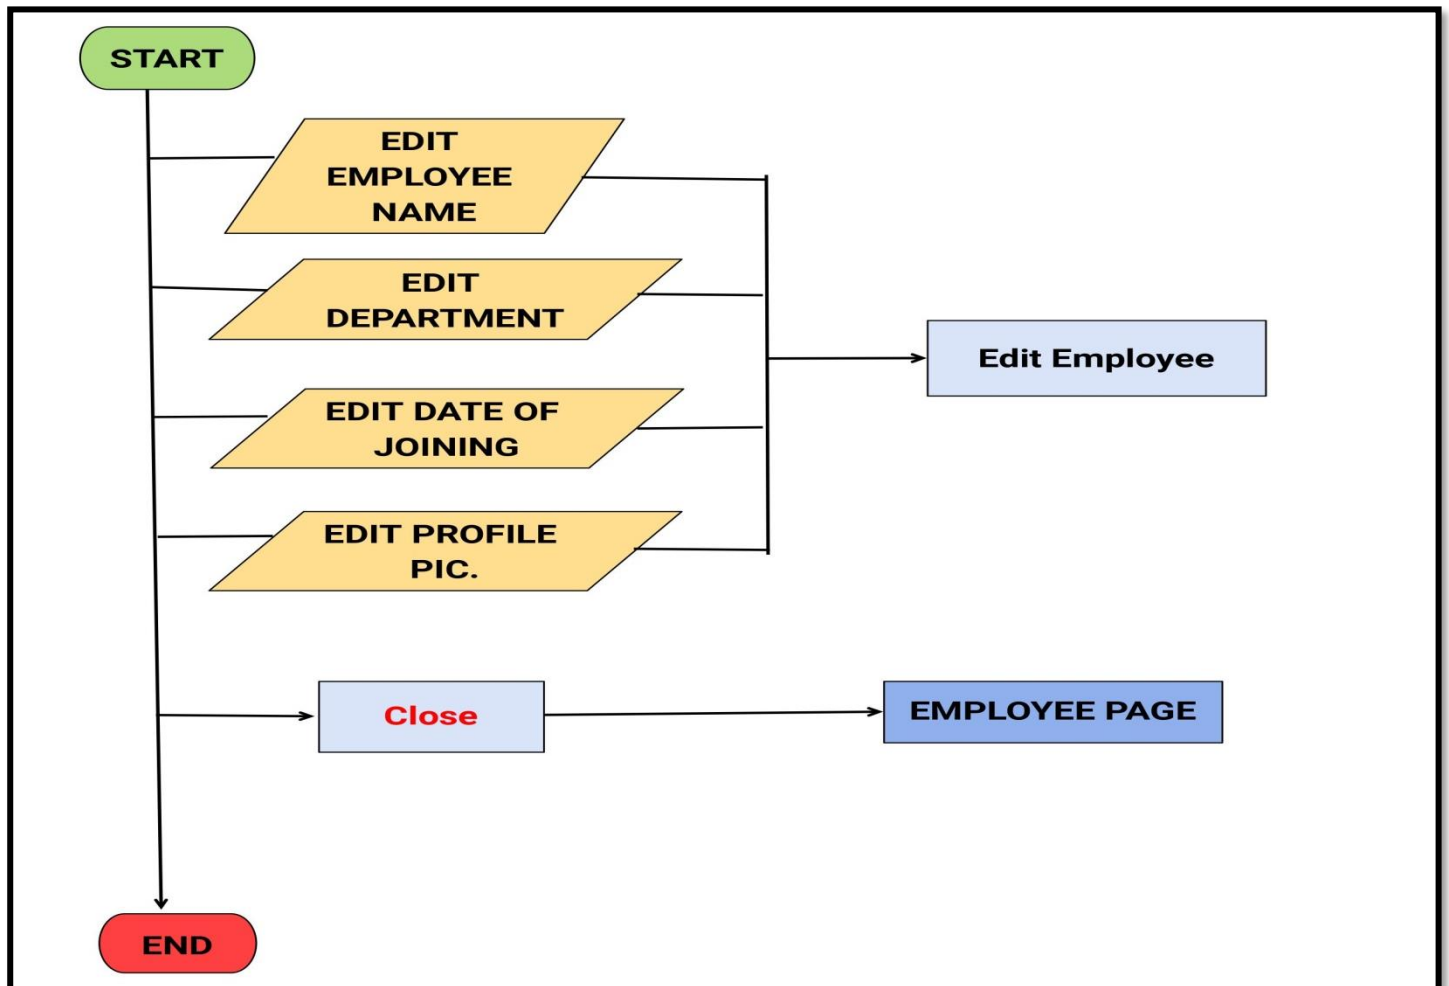 START
EDIT
EMPLOYEE
NAME
EDIT
DEPARTMENT
Edit Employee
EDIT DATE OF
JOINING
EDIT PROFILE
PIC.
Close
EMPLOYEE PAGE
END